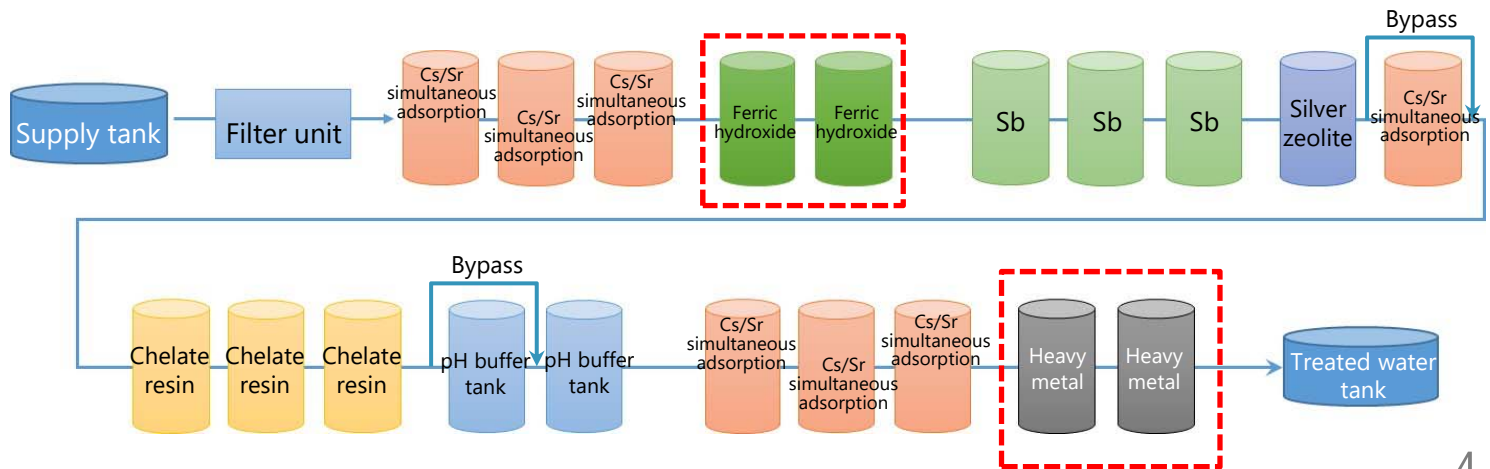 Bypass
Supply tank
Filter unit
Cs/Sr
simultaneous
adsorption
Cs/Sr
simultaneous
adsorption
Cs/Sr
simultaneous
adsorption
Ferric
hydroxide
Ferric
hydroxide
Sb
Sb
Sb
Silver
zeolite
Cs/Sr
simultaneous
adsorption
Bypass
Chelate
resin
Chelate
resin
Chelate
resin
pH buffer
tank
pH buffer
tank
Cs/Sr
simultaneous
adsorption
Cs/Sr
simultaneous
adsorption
Cs/Sr
simultaneous
adsorption
Heavy
metal
Heavy
metal
Treated water
tank
4